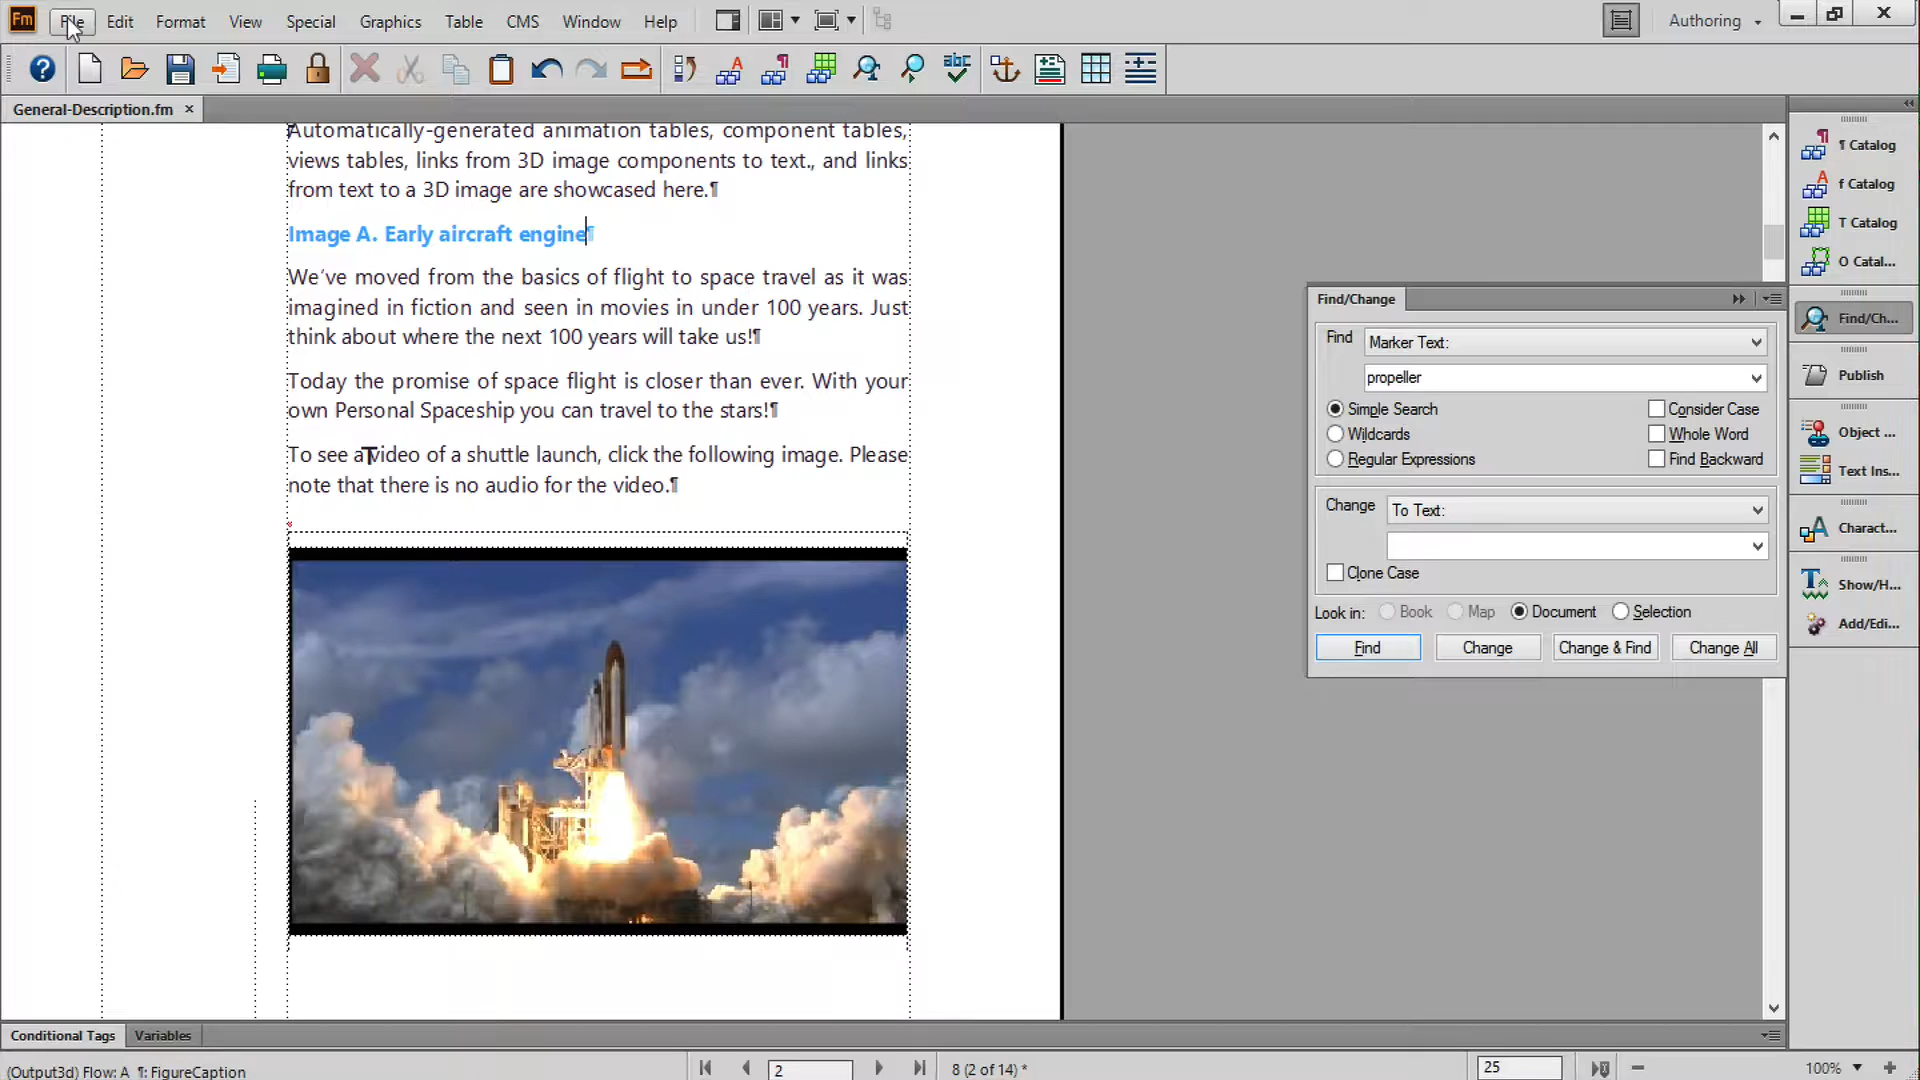 Fm File Edit Format View Special Graphics Table CMS Window Help Authoring
General-Description.fm
Automatically-generated animation tables, component tables,
views tables, links from 3D image components to text., and links
from text to a 3D image are showcased here.¶
Image A. Early aircraft engine¶
We've moved from the basics of flight to space travel as it was
imagined in fiction and seen in movies in under 100 years. Just
think about where the next 100 years will take us!¶
Today the promise of space flight is closer than ever. With your
own Personal Spaceship you can travel to the stars!¶
To see a video of a shuttle launch, click the following image. Please
note that there is no audio for the video.¶
Find/Change
Find Marker Text:
propeller
Simple Search Consider Case
Wildcards Whole Word
Regular Expressions Find Backward
Change To Text:
Clone Case
Look in: Book Map Document Selection
Find Change Change & Find Change All
¶ Catalog
f Catalog
T Catalog
O Catal...
Find/Ch...
Publish
Object ...
Text Ins...
Charact...
Show/H...
Add/Edi...
Conditional Tags Variables
(Output3d) Flow: A ¶: FigureCaption 2 8 (2 of 14) * 25 100%